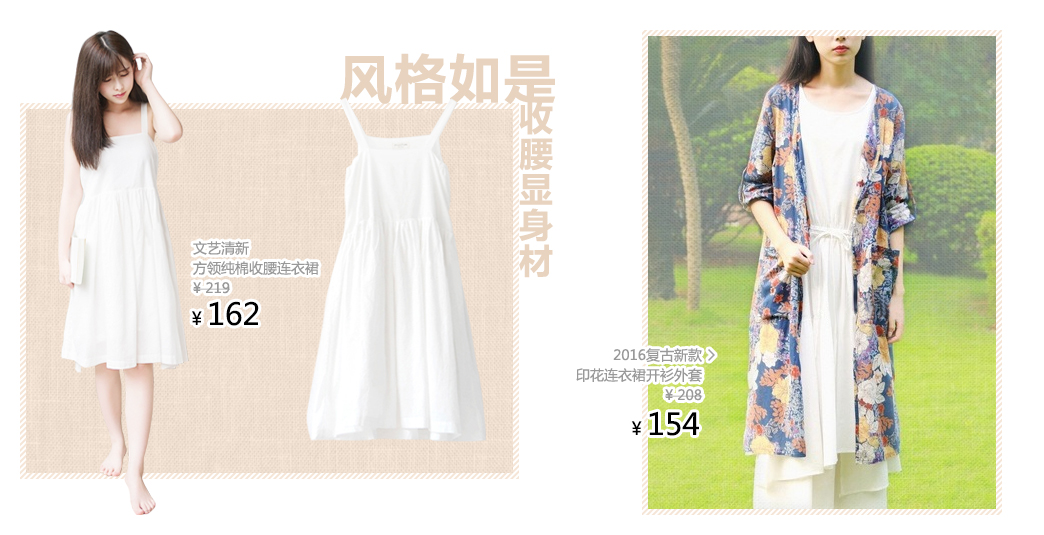 风格如是
收腰显身材
文艺清新
方领纯棉收腰连衣裙
¥ 219
¥ 162
2016复古新款
印花连衣裙开衫外套
¥ 208
¥ 154